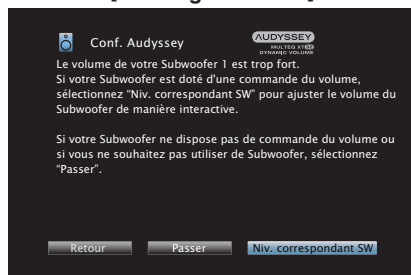 Conf. Audyssey
AUDYSSEY
MULTEQ XT32
DYNAMIC VOLUME
Le volume de votre Subwoofer 1 est trop fort.
Si votre Subwoofer est doté d'une commande du volume,
sélectionnez “Niv. correspondant SW” pour ajuster le volume du
Subwoofer de manière interactive.
Si votre Subwoofer ne dispose pas de commande du volume ou
si vous ne souhaitez pas utiliser de Subwoofer, sélectionnez
“Passer”.
Retour
Passer
Niv. correspondant SW